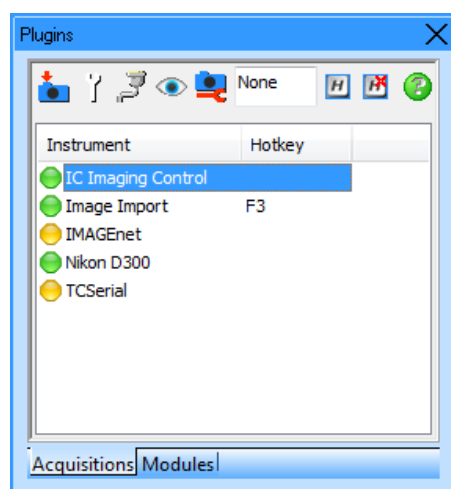 Plugins
None H H ?
Instrument Hotkey
IC Imaging Control
Image Import F3
IMAGEnet
Nikon D300
TCSerial
Acquisitions Modules